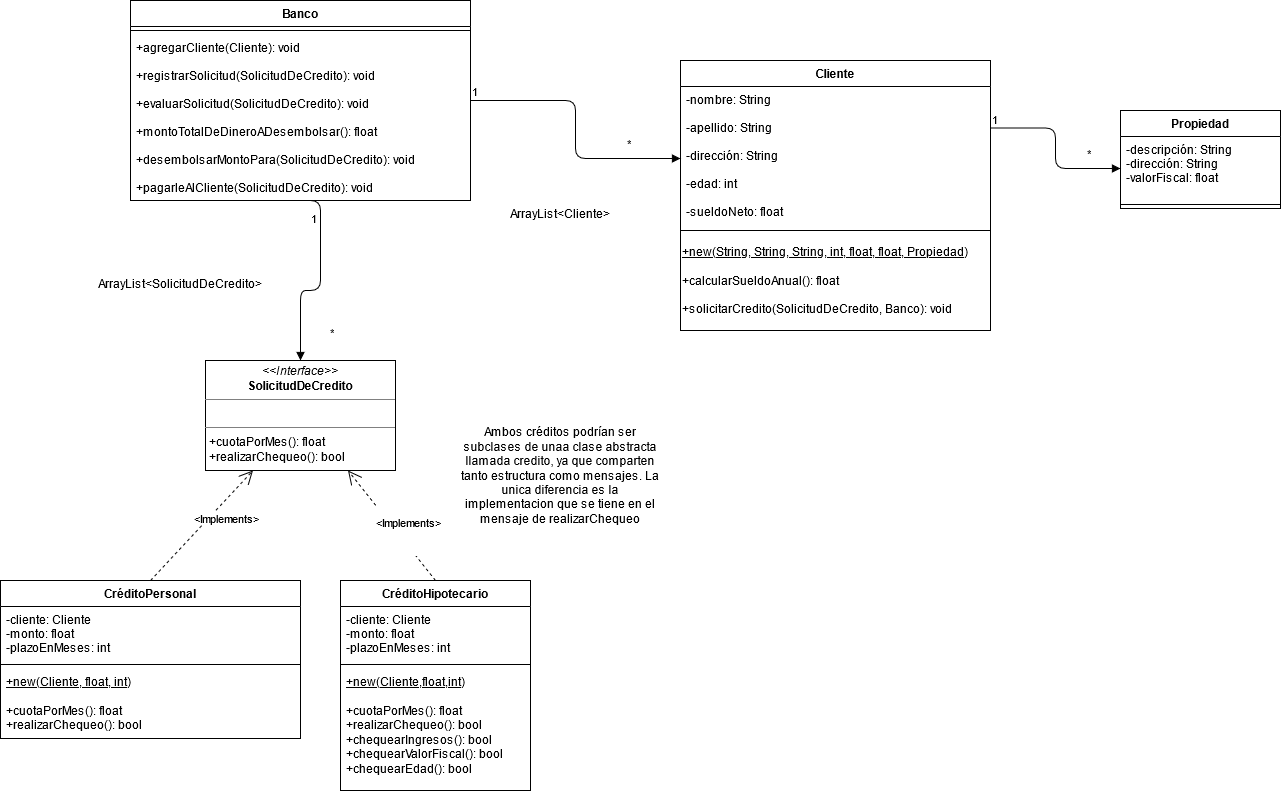 Banco
+agregarCliente(Cliente): void
+registrarSolicitud(SolicitudDeCredito): void
+evaluarSolicitud(SolicitudDeCredito): void
+montoTotalDeDineroADesembolsar(): float
+desembolsarMontoPara(SolicitudDeCredito): void
+pagarleAlCliente(SolicitudDeCredito): void
1
*
ArrayList<Cliente>
Cliente
-nombre: String
-apellido: String
-dirección: String
-edad: int
-sueldoNeto: float
+new(String, String, String, int, float, float, Propiedad)
+calcularSueldoAnual(): float
+solicitarCredito(SolicitudDeCredito, Banco): void
1
*
Propiedad
-descripción: String
-dirección: String
-valorFiscal: float
1
ArrayList<SolicitudDeCredito>
*
<<Interface>>
SolicitudDeCredito
+cuotaPorMes(): float
+realizarChequeo(): bool
Ambos créditos podrían ser
subclases de unaa clase abstracta
llamada credito, ya que comparten
tanto estructura como mensajes. La
unica diferencia es la
implementacion que se tiene en el
mensaje de realizarChequeo
<Implements>
<Implements>
CréditoPersonal
-cliente: Cliente
-monto: float
-plazoEnMeses: int
+new(Cliente, float, int)
+cuotaPorMes(): float
+realizarChequeo(): bool
CréditoHipotecario
-cliente: Cliente
-monto: float
-plazoEnMeses: int
+new(Cliente,float,int)
+cuotaPorMes(): float
+realizarChequeo(): bool
+chequearIngresos(): bool
+chequearValorFiscal(): bool
+chequearEdad(): bool